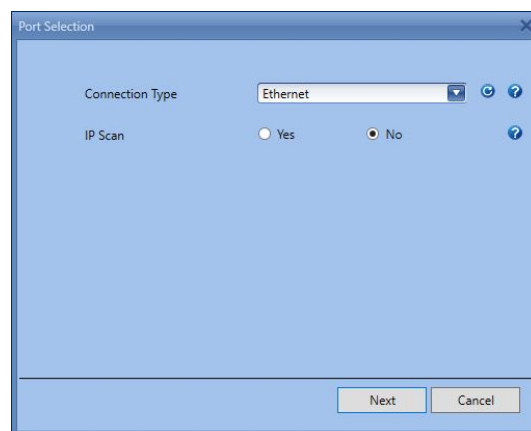 Port Selection
Connection Type Ethernet
IP Scan Yes No
Next Cancel